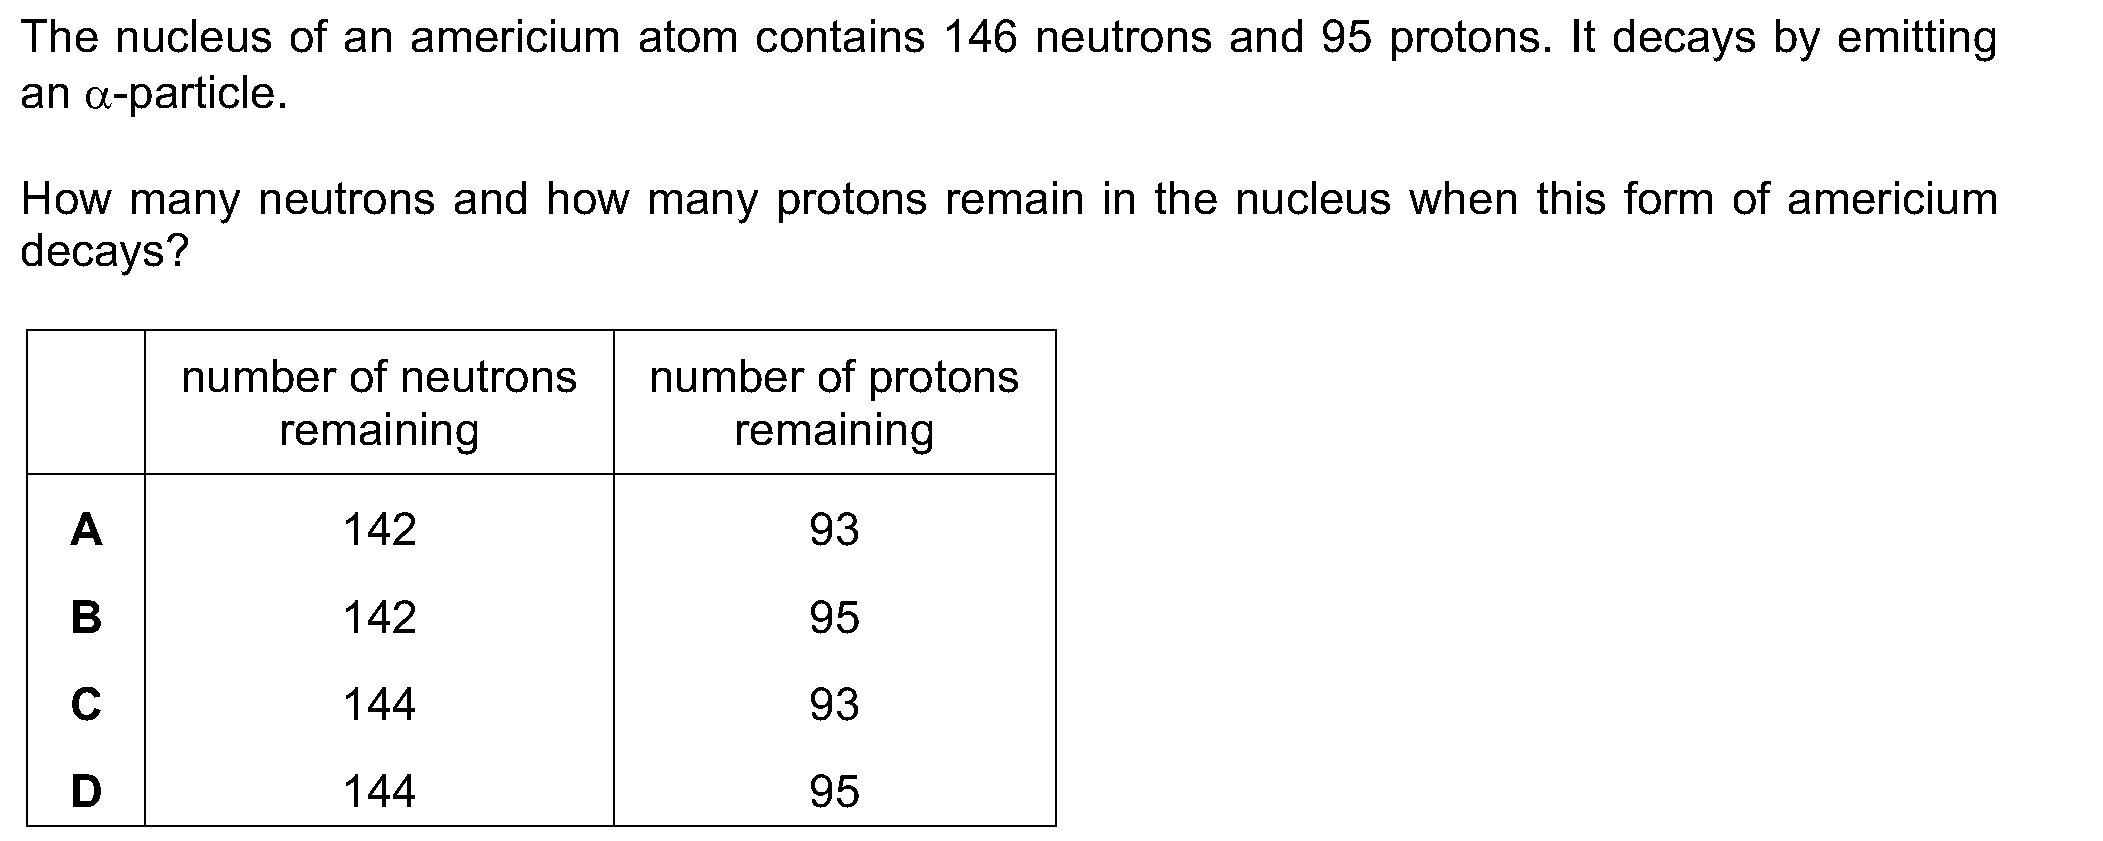 The nucleus of an americium atom contains 146 neutrons and 95 protons. It decays by emitting
an α-particle.
How many neutrons and how many protons remain in the nucleus when this form of americium
decays?
number of neutrons remaining number of protons remaining
A 142 93
B 142 95
C 144 93
D 144 95